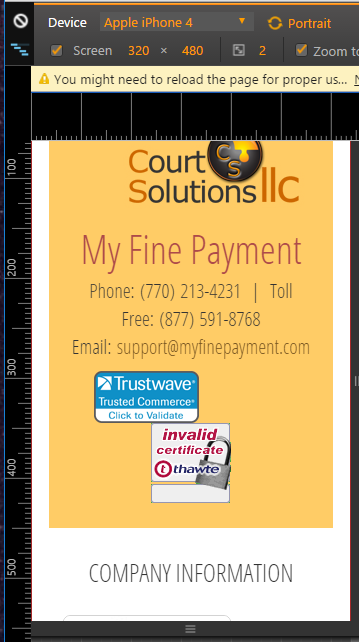 Device Apple iPhone 4 Portrait
Screen 320 × 480 2 Zoom to
You might need to reload the page for proper us...
100
Court
CS
Solutions llc
My Fine Payment
200
Phone: (770) 213-4231 | Toll
Free: (877) 591-8768
Email: support@myfinepayment.com
300
Trustwave®
Trusted Commerce®
Click to Validate
invalid
certificate
thawte
400
500
COMPANY INFORMATION